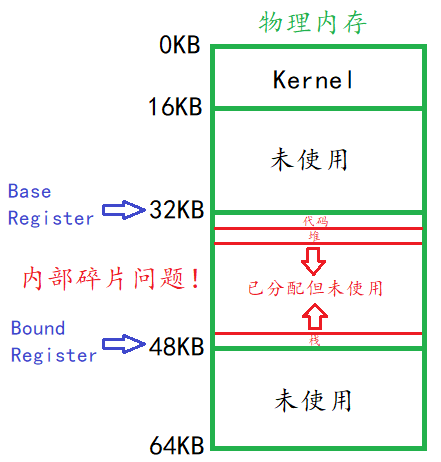 物理内存
0KB
Kernel
16KB
未使用
Base
Register
32KB
代码
堆
内部碎片问题!
已分配但未使用
Bound
Register
栈
48KB
未使用
64KB